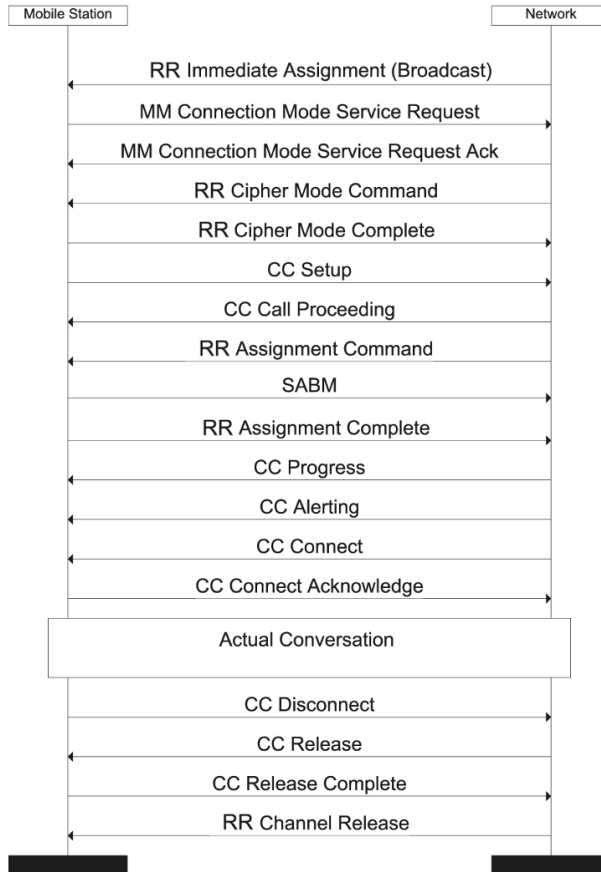 Mobile Station
Network
RR Immediate Assignment (Broadcast)
MM Connection Mode Service Request
MM Connection Mode Service Request Ack
RR Cipher Mode Command
RR Cipher Mode Complete
CC Setup
CC Call Proceeding
RR Assignment Command
SABM
RR Assignment Complete
CC Progress
CC Alerting
CC Connect
CC Connect Acknowledge
Actual Conversation
CC Disconnect
CC Release
CC Release Complete
RR Channel Release